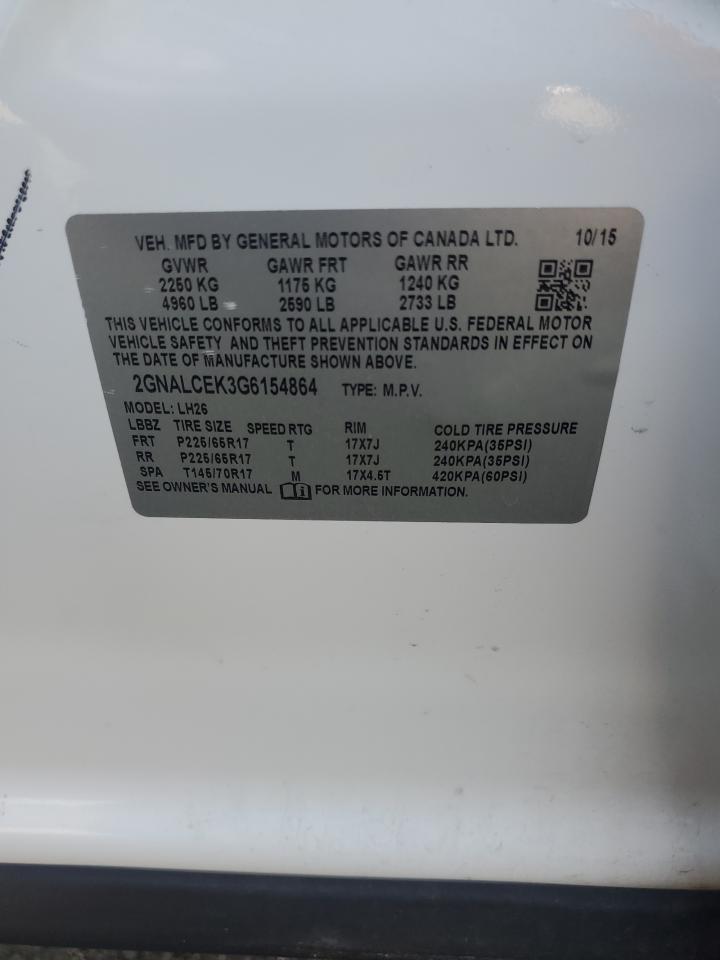 VEH. MFD BY GENERAL MOTORS OF CANADA LTD. 10/15
GVWR GAWR FRT GAWR RR
2250 KG 1175 KG 1240 KG
4960 LB 2590 LB 2733 LB
THIS VEHICLE CONFORMS TO ALL APPLICABLE U.S. FEDERAL MOTOR
VEHICLE SAFETY AND THEFT PREVENTION STANDARDS IN EFFECT ON
THE DATE OF MANUFACTURE SHOWN ABOVE.
2GNALCEK3G6154864 TYPE: M.P.V.
MODEL: LH26
LBBZ TIRE SIZE SPEED RTG RIM COLD TIRE PRESSURE
FRT P225/65R17 T 17X7J 240KPA(35PSI)
RR P225/65R17 T 17X7J 240KPA(35PSI)
SPA T145/70R17 M 17X4.5T 420KPA(60PSI)
SEE OWNER'S MANUAL FOR MORE INFORMATION.